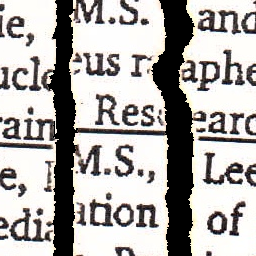 ie, M.S. and
ucle eus r aphe
rain Rese earc
e, M.S., Lee
edia ation of